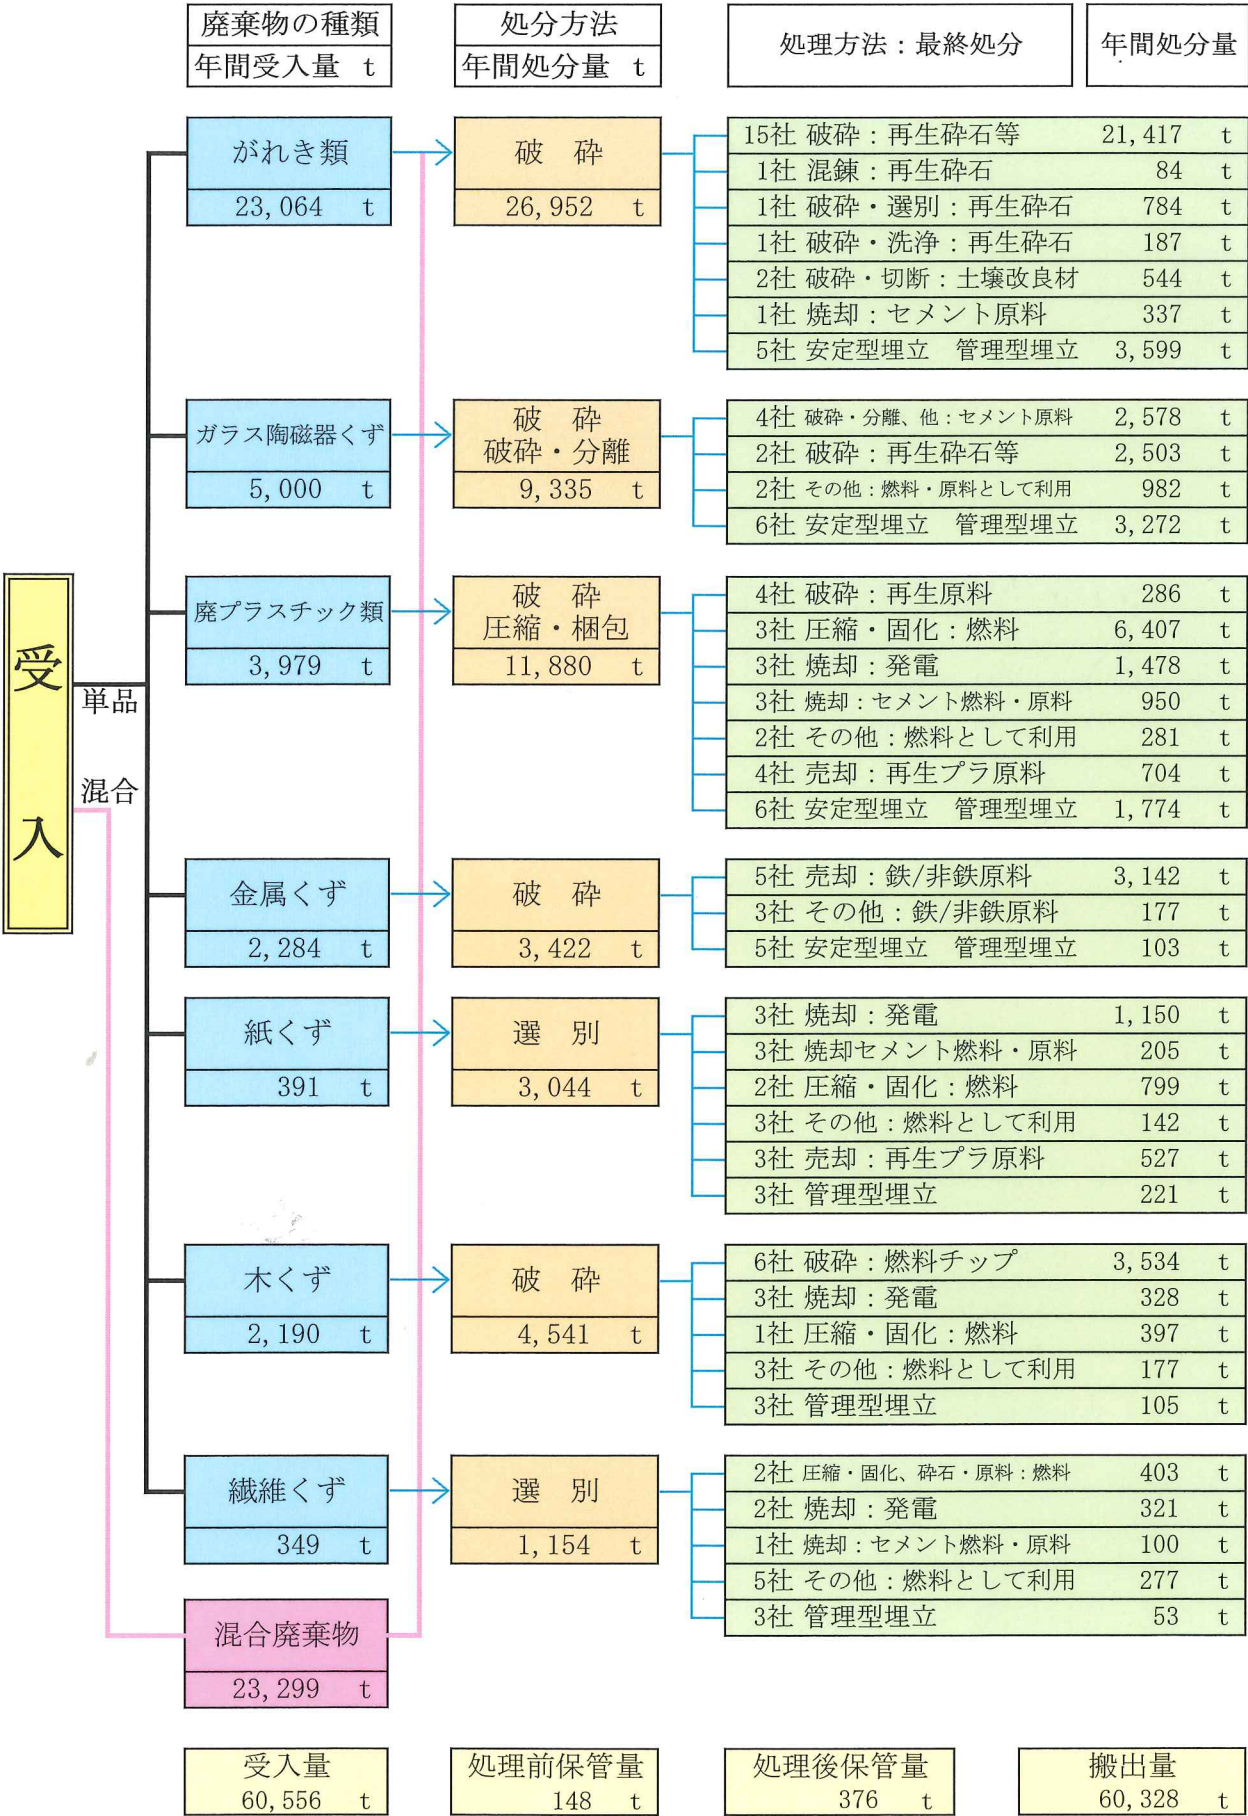 廃棄物の種類
年間受入量 t
処分方法
年間処分量 t
処理方法：最終処分
年間処分量
受入
単品
混合
がれき類
23,064 t
破 砕
26,952 t
15社 破砕：再生砕石等 21,417 t
1社 混錬：再生砕石 84 t
1社 破砕・選別：再生砕石 784 t
1社 破砕・洗浄：再生砕石 187 t
2社 破砕・切断：土壌改良材 544 t
1社 焼却：セメント原料 337 t
5社 安定型埋立 管理型埋立 3,599 t
ガラス陶磁器くず
5,000 t
破 砕
破砕・分離
9,335 t
4社 破砕・分離、他：セメント原料 2,578 t
2社 破砕：再生砕石等 2,503 t
2社 その他：燃料・原料として利用 982 t
6社 安定型埋立 管理型埋立 3,272 t
廃プラスチック類
3,979 t
破 砕
圧縮・梱包
11,880 t
4社 破砕：再生原料 286 t
3社 圧縮・固化：燃料 6,407 t
3社 焼却：発電 1,478 t
3社 焼却：セメント燃料・原料 950 t
2社 その他：燃料として利用 281 t
4社 売却：再生プラ原料 704 t
6社 安定型埋立 管理型埋立 1,774 t
金属くず
2,284 t
破 砕
3,422 t
5社 売却：鉄/非鉄原料 3,142 t
3社 その他：鉄/非鉄原料 177 t
5社 安定型埋立 管理型埋立 103 t
紙くず
391 t
選 別
3,044 t
3社 焼却：発電 1,150 t
3社 焼却セメント燃料・原料 205 t
2社 圧縮・固化：燃料 799 t
3社 その他：燃料として利用 142 t
3社 売却：再生プラ原料 527 t
3社 管理型埋立 221 t
木くず
2,190 t
破 砕
4,541 t
6社 破砕：燃料チップ 3,534 t
3社 焼却：発電 328 t
1社 圧縮・固化：燃料 397 t
3社 その他：燃料として利用 177 t
3社 管理型埋立 105 t
繊維くず
349 t
選 別
1,154 t
2社 圧縮・固化、砕石・原料：燃料 403 t
2社 焼却：発電 321 t
1社 焼却：セメント燃料・原料 100 t
5社 その他：燃料として利用 277 t
3社 管理型埋立 53 t
混合廃棄物
23,299 t
受入量
60,556 t
処理前保管量
148 t
処理後保管量
376 t
搬出量
60,328 t